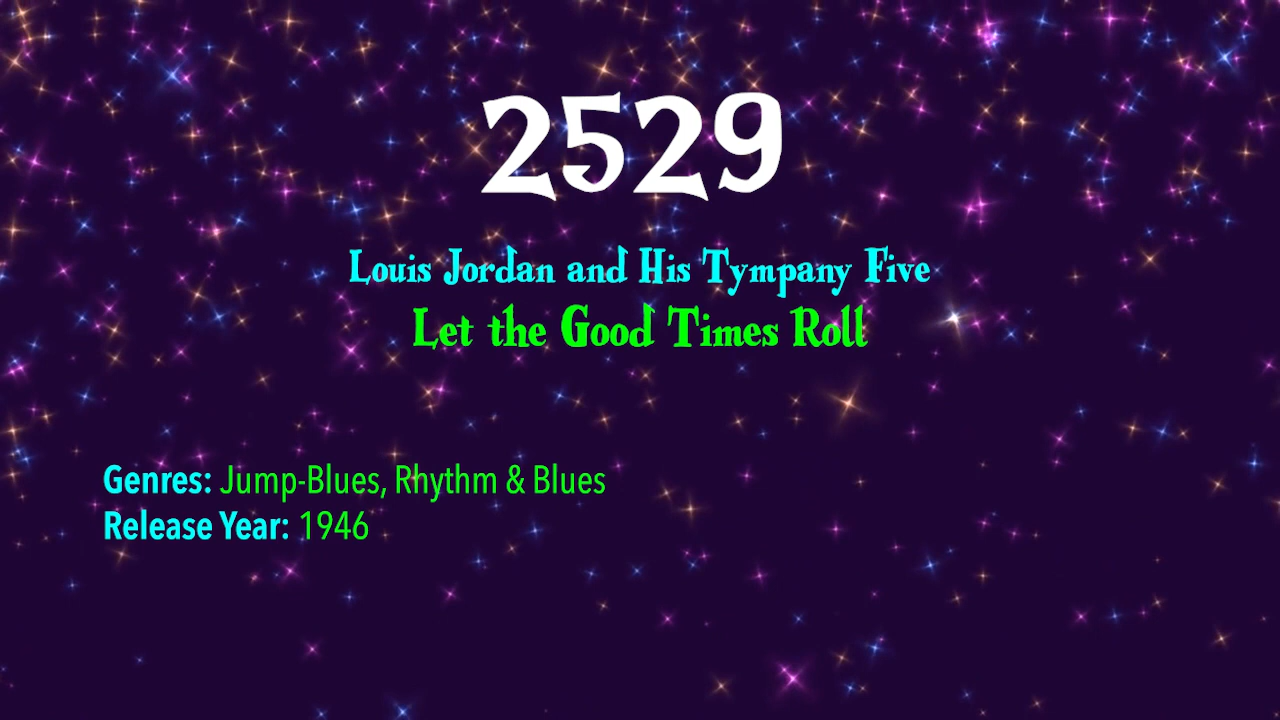 2529
Louis Jordan and His Tympany Five
Let the Good Times Roll
Genres: Jump-Blues, Rhythm & Blues
Release Year: 1946